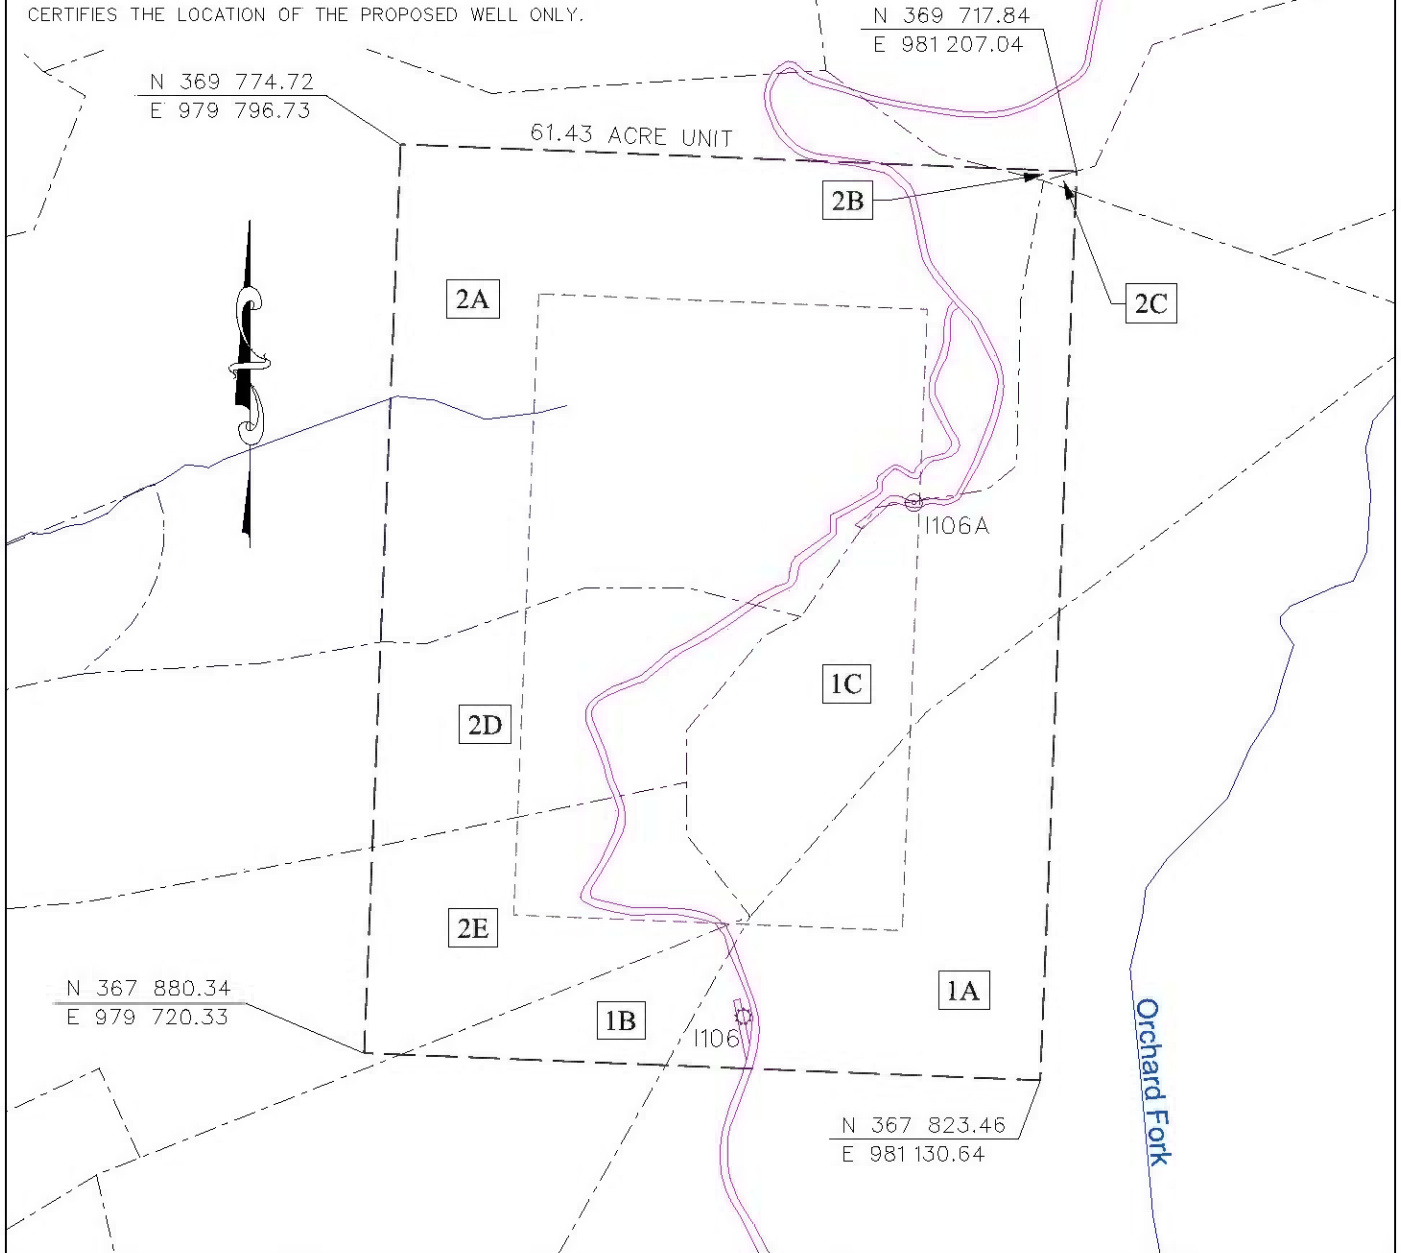 CERTIFIES THE LOCATION OF THE PROPOSED WELL ONLY.
N 369 717.84
E 981 207.04
N 369 774.72
E 979 796.73
61.43 ACRE UNIT
2B
2A
2C
I106A
1C
2D
2E
1A
N 367 880.34
E 979 720.33
1B
I106
Orchard Fork
N 367 823.46
E 981 130.64